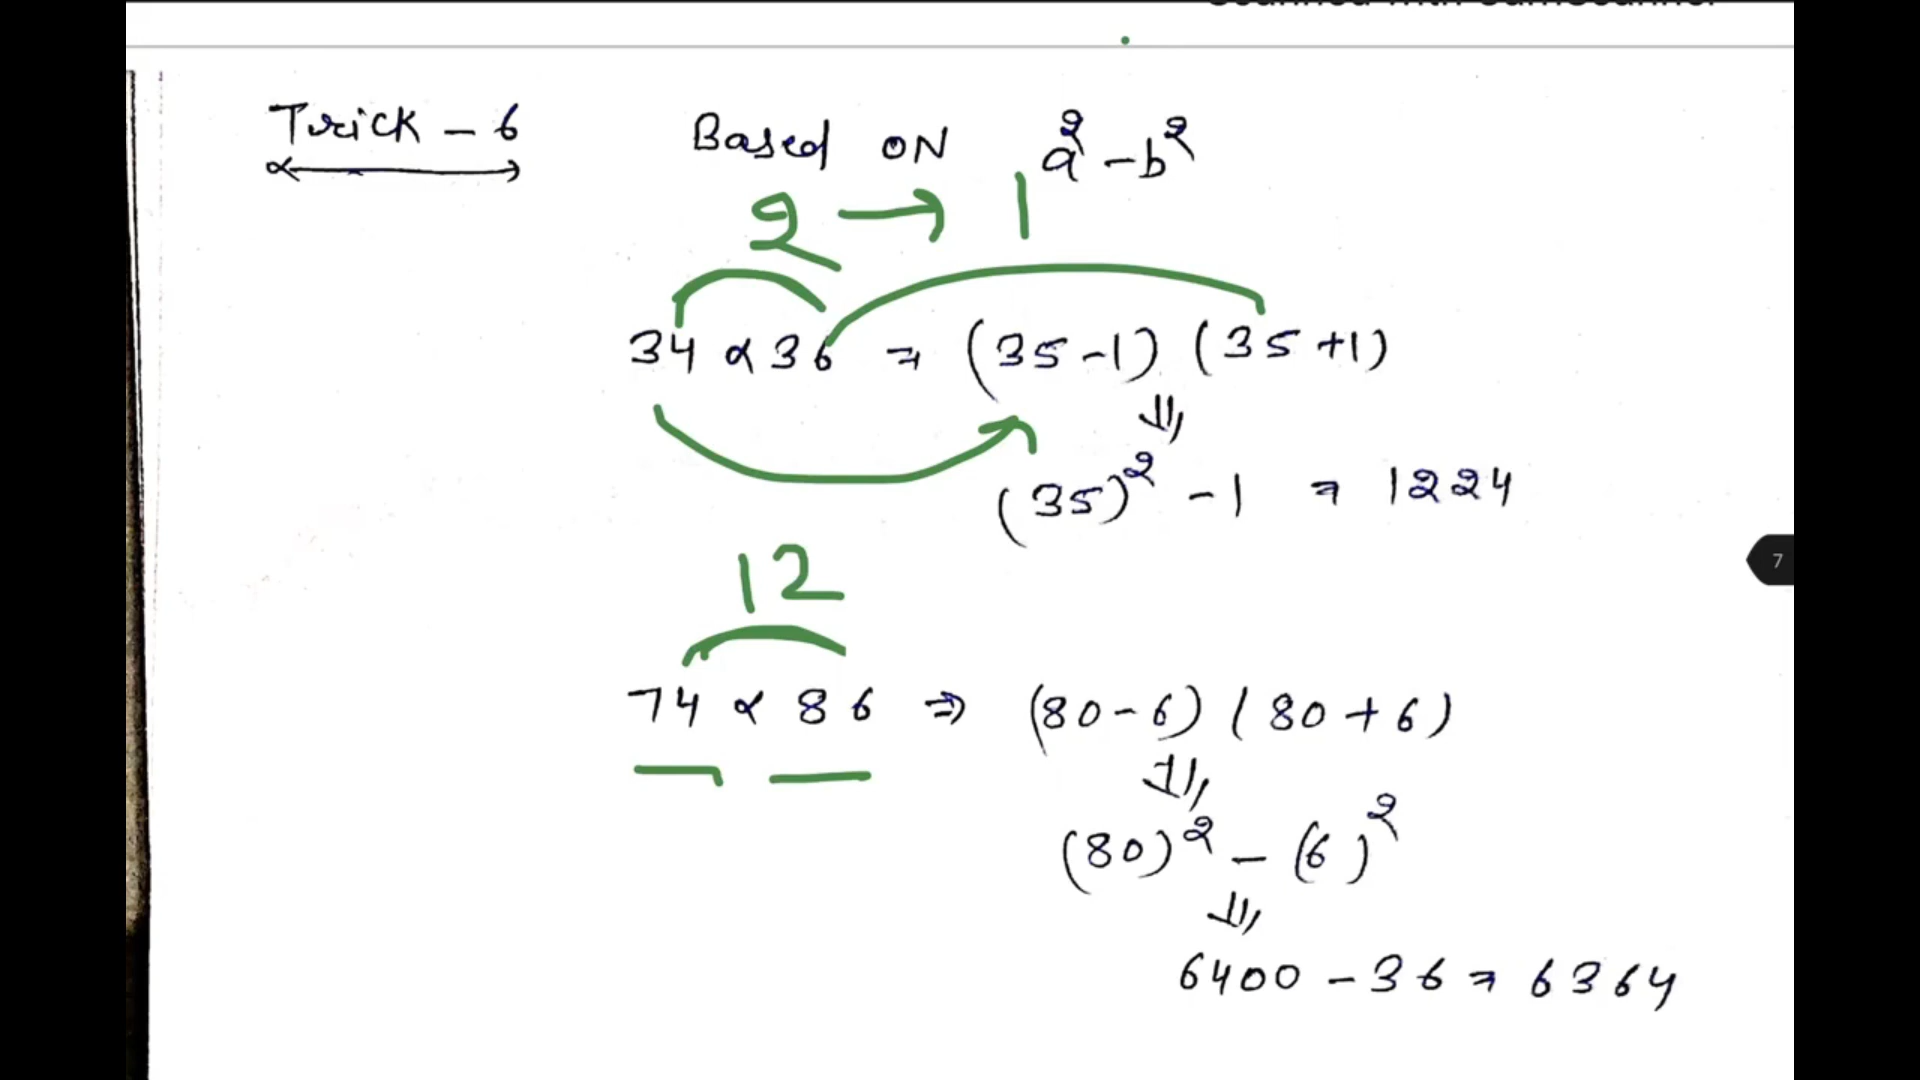 Trick - 6 Based ON a² - b²
2 → 1
34 × 36 = (35-1) (35+1)
(35)² - 1 = 1224
12
74 × 86 ⇒ (80-6) (80+6)
(80)² - (6)²
6400 - 36 = 6364
7